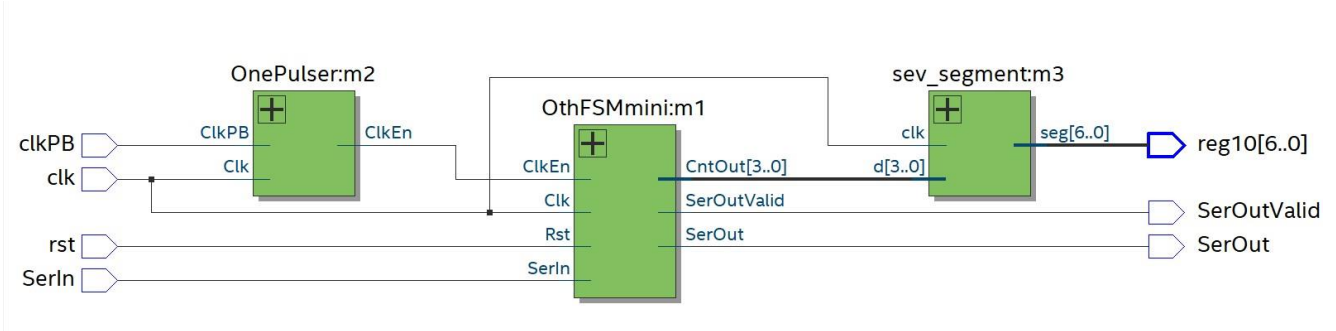 OnePulser:m2
sev_segment:m3
OthFSMmini:m1
clkPB
ClkPB
ClkEn
clk
seg[6..0]
reg10[6..0]
clk
Clk
ClkEn
CntOut[3..0]
d[3..0]
Clk
SerOutValid
SerOutValid
rst
Rst
SerOut
SerOut
SerIn
SerIn